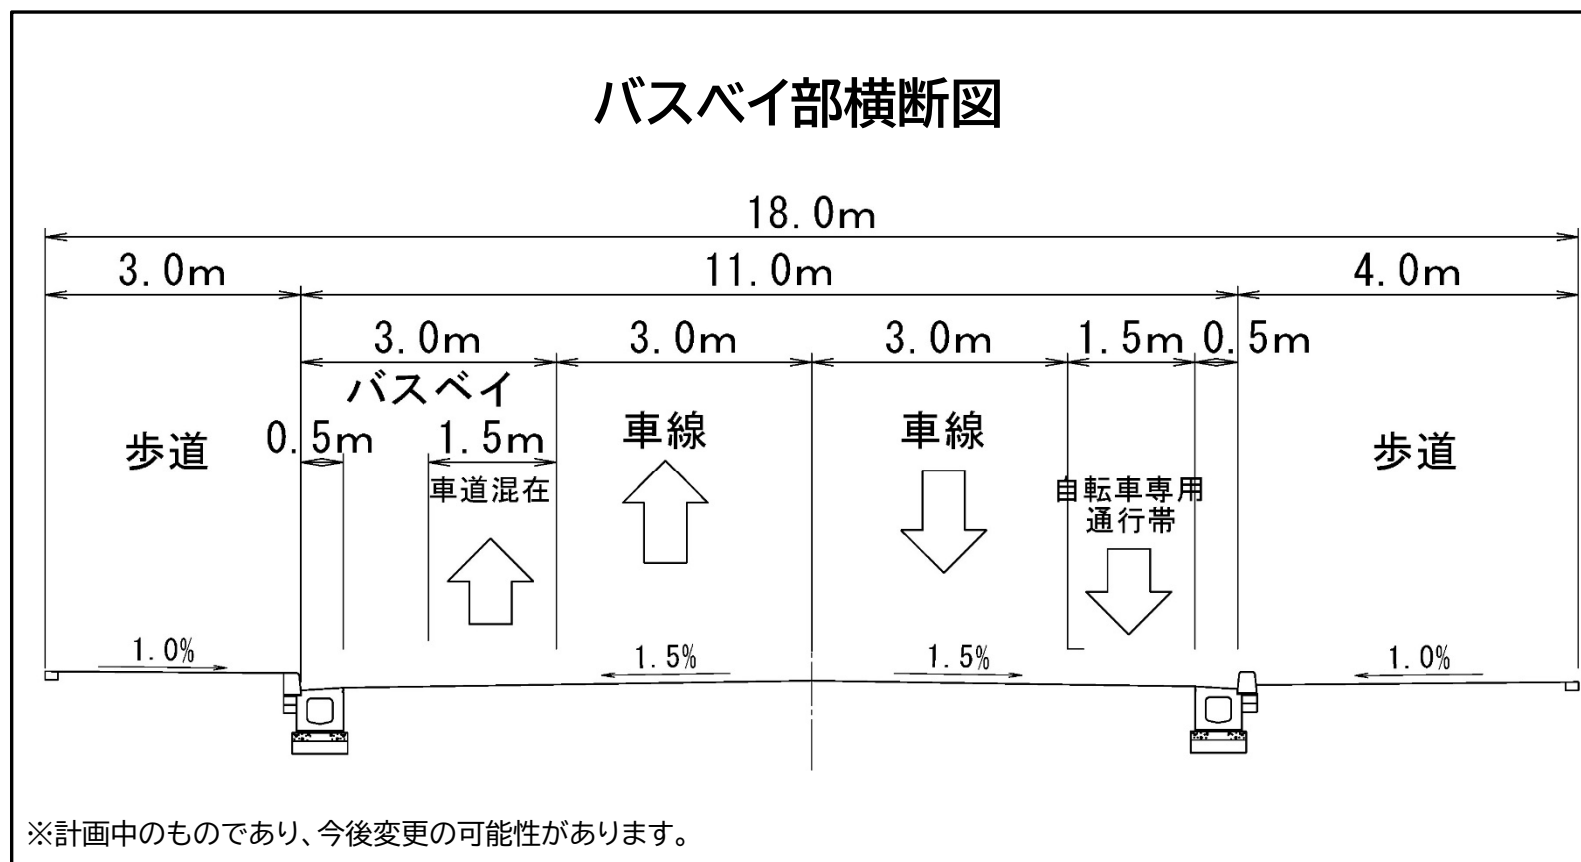 バスベイ部横断図
18.0m
3.0m 11.0m 4.0m
3.0m 3.0m 3.0m 1.5m 0.5m
バスベイ
歩道 0.5m 1.5m 車線 車線 歩道
車道混在 自転車専用
通行帯
1.0% 1.5% 1.5% 1.0%
※計画中のものであり、今後変更の可能性があります。